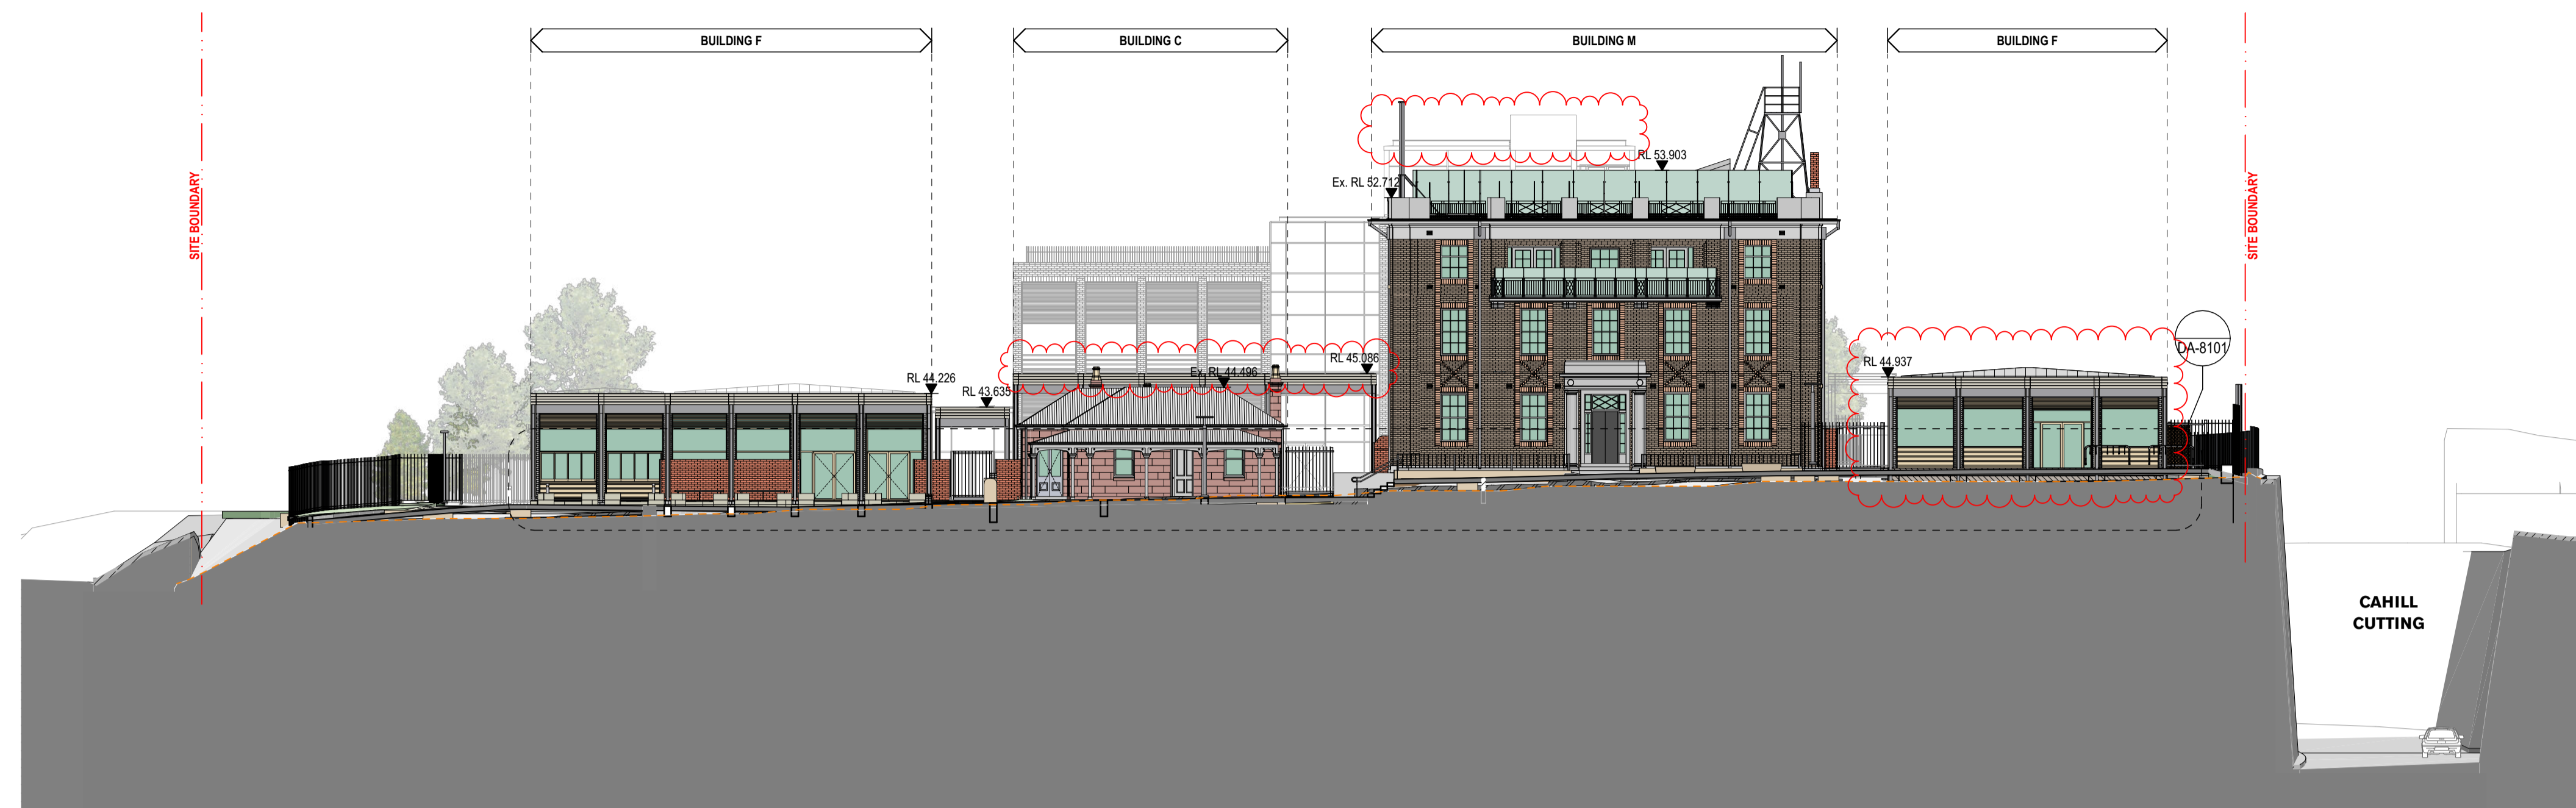 BUILDING F
BUILDING C
BUILDING M
BUILDING F
SITE BOUNDARY
SITE BOUNDARY
RL 53.903
Ex. RL 52.712
RL 45.086
Ex. RL 44.496
RL 44.937
DA-8101
RL 44.226
RL 43.635
CAHILL
CUTTING